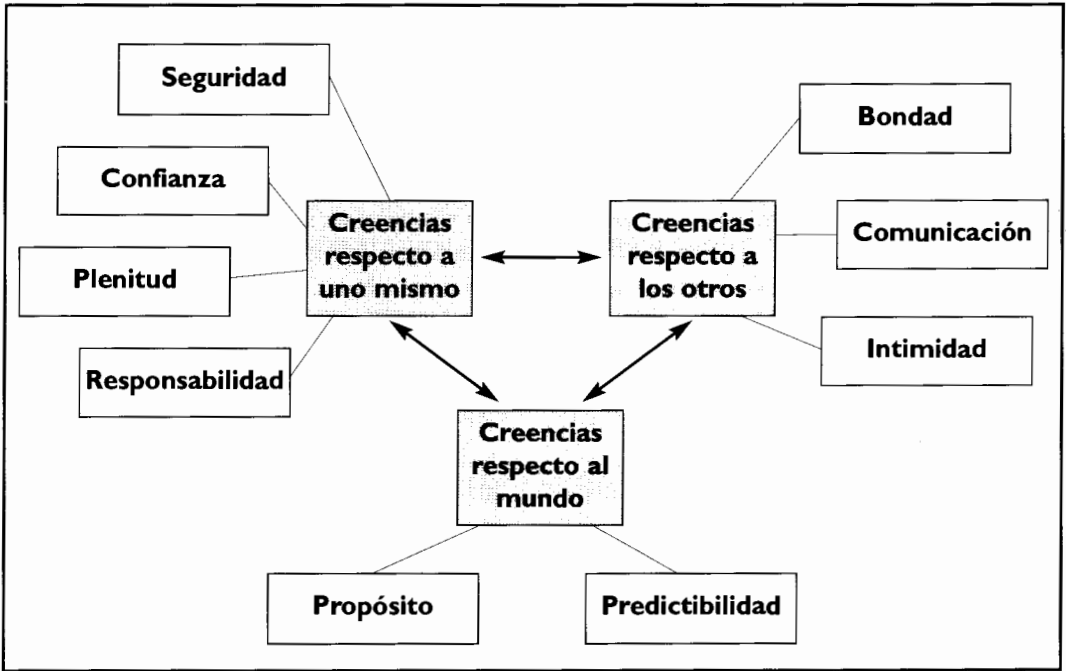 Seguridad
Confianza
Plenitud
Responsabilidad
Creencias
respecto a
uno mismo
Creencias
respecto a
los otros
Bondad
Comunicación
Intimidad
Creencias
respecto al
mundo
Propósito
Predictibilidad